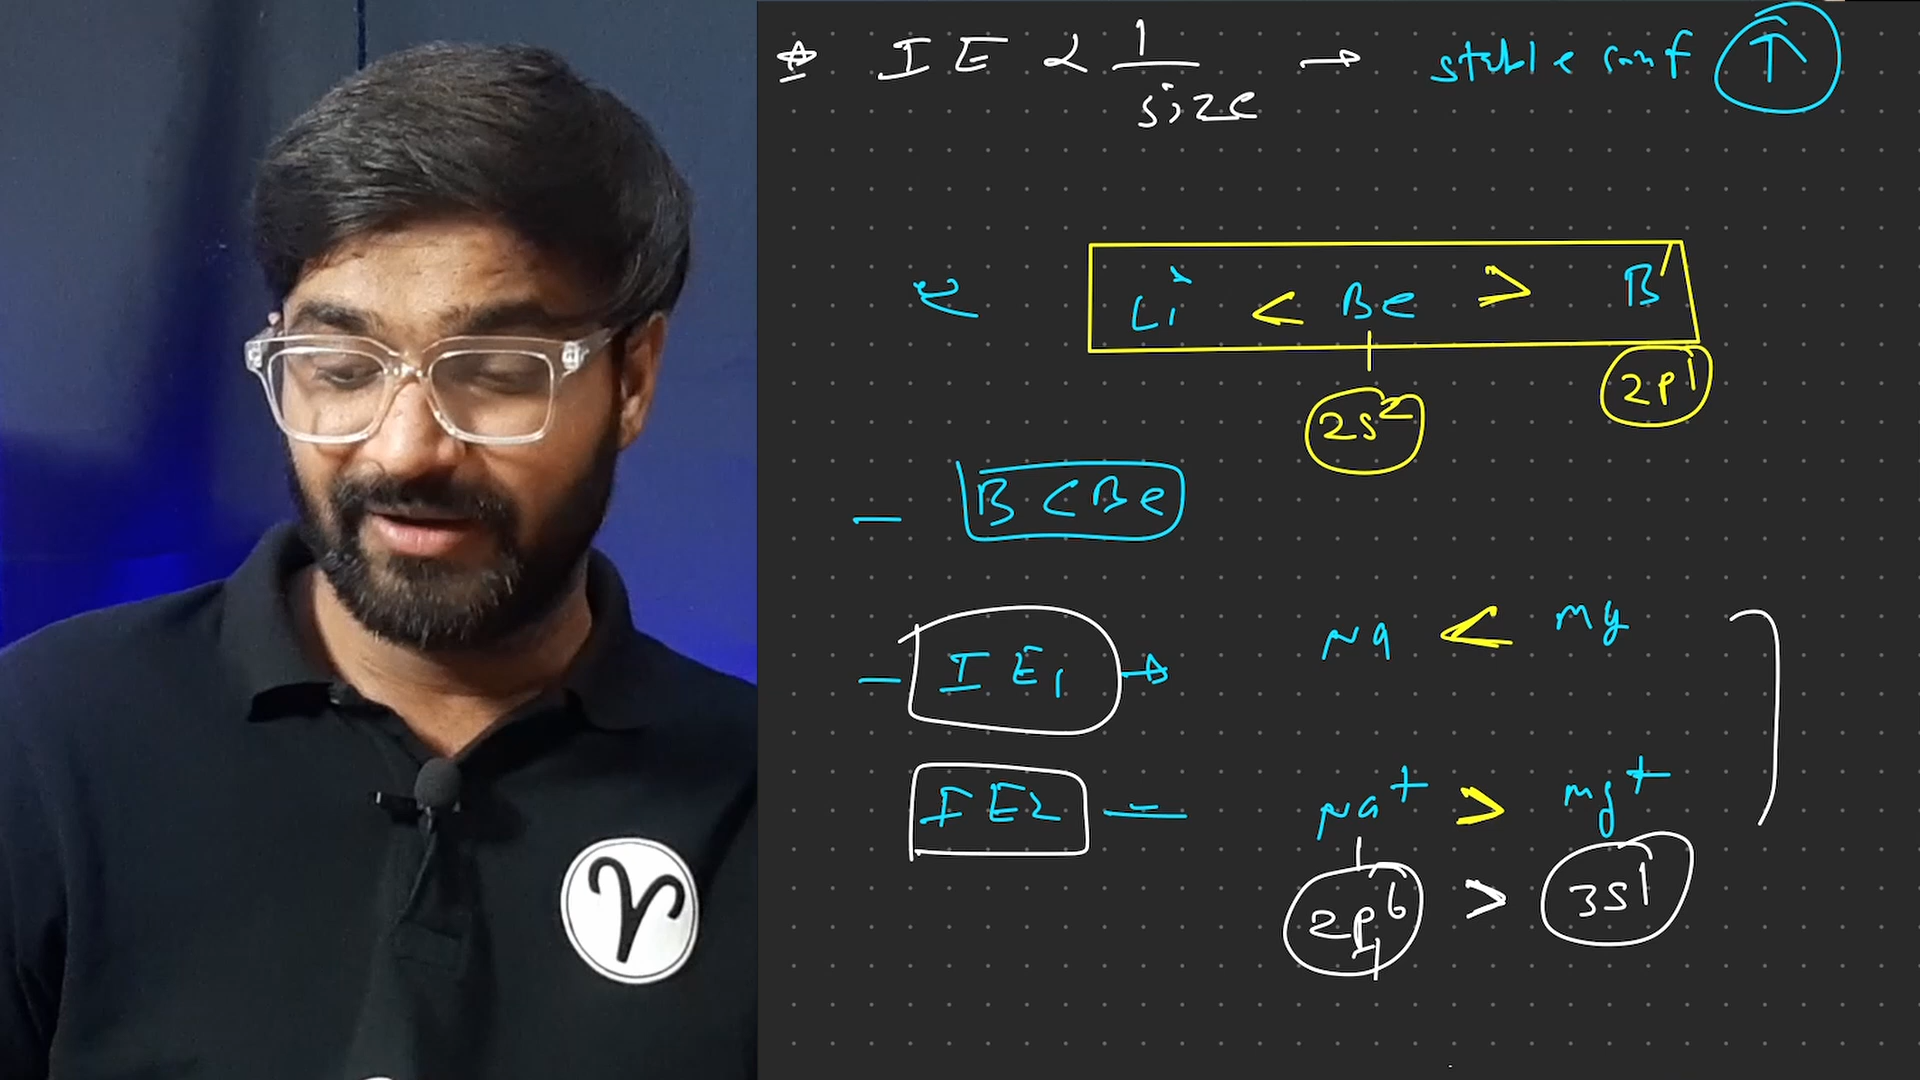 IE α 1/size → stable conf ↑
Li < Be > B
2s² 2p¹
- B < Be
- IE₁ → Na < Mg
IE2 - Na⁺ > Mg⁺
2p⁶ > 3s¹